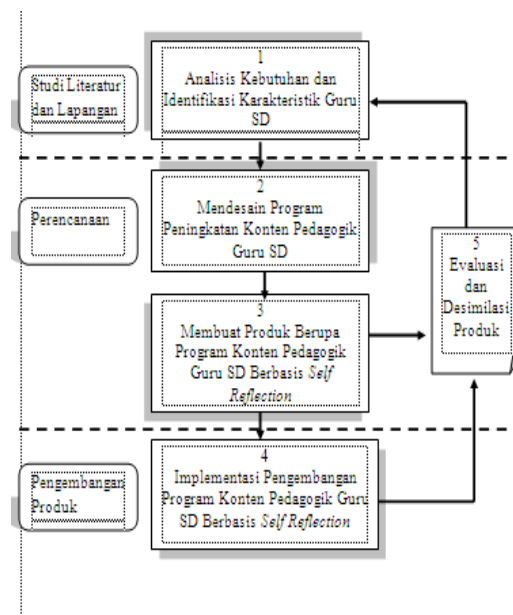 Studi Literatur
dan Lapangan
1
Analisis Kebutuhan dan
Identifikasi Karakteristik Guru
SD
Perencanaan
2
Mendesain Program
Peningkatan Konten Pedagogik
Guru SD
3
Membuat Produk Berupa
Program Konten Pedagogik
Guru SD Berbasis Self
Reflection
5
Evaluasi
dan
Desimilasi
Produk
Pengembangan
Produk
4
Implementasi Pengembangan
Program Konten Pedagogik Guru
SD Berbasis Self Reflection